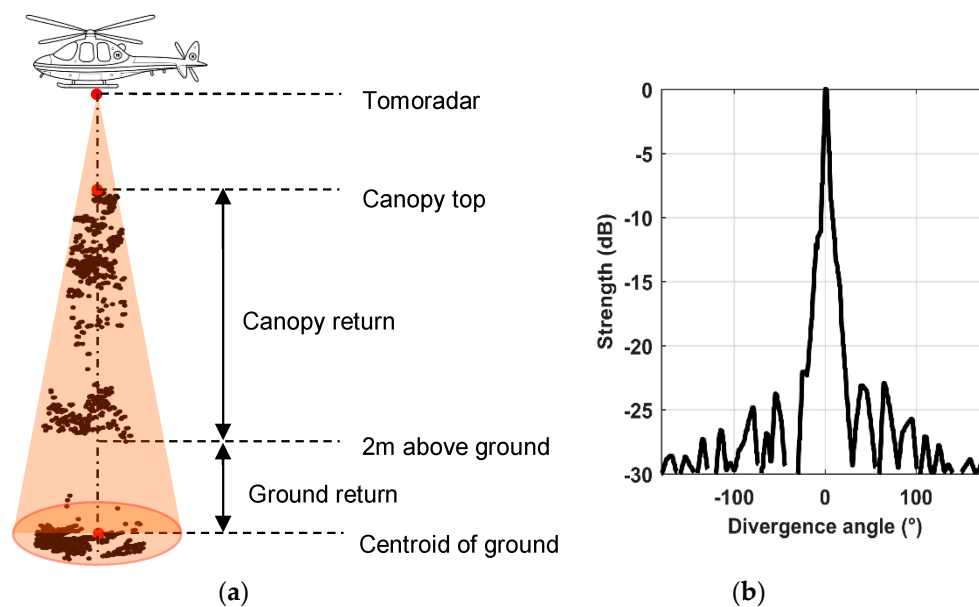 Tomoradar
Canopy top
Canopy return
2m above ground
Ground return
Centroid of ground
(a)
0
-5
-10
-15
-20
-25
-30
Strength (dB)
-100 0 100
Divergence angle (°)
(b)